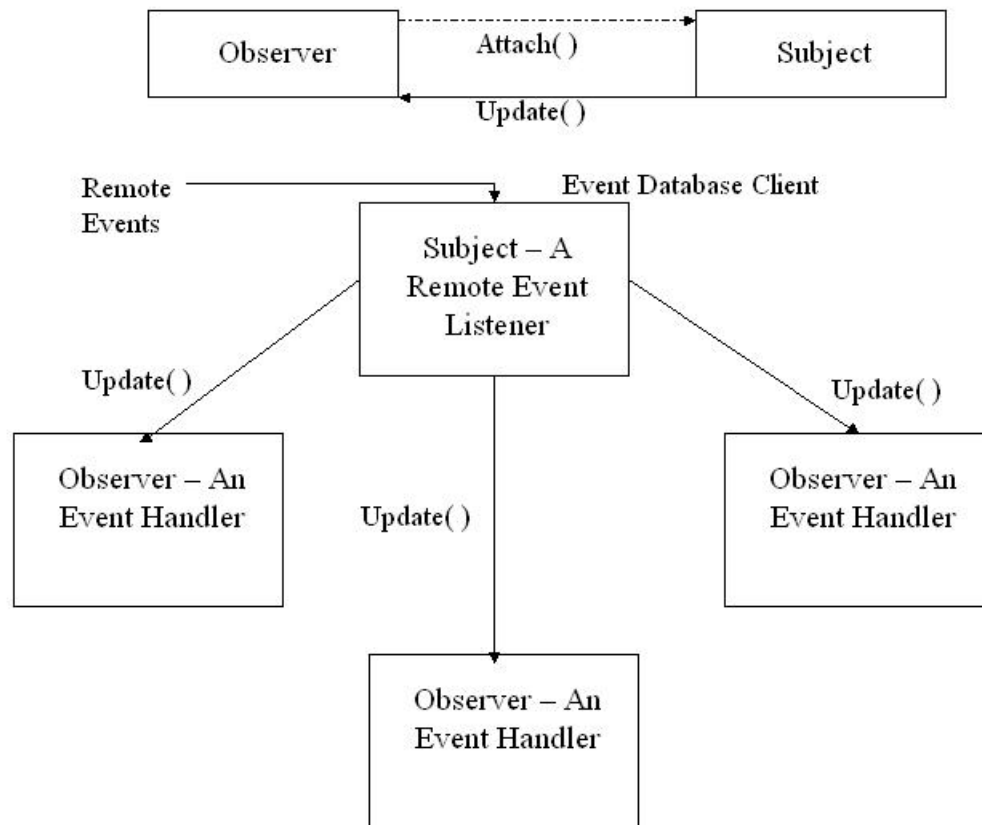 Observer
Attach( )
Subject
Update( )
Remote
Events
Event Database Client
Subject – A
Remote Event
Listener
Update( )
Update( )
Observer – An
Event Handler
Observer – An
Event Handler
Update( )
Observer – An
Event Handler